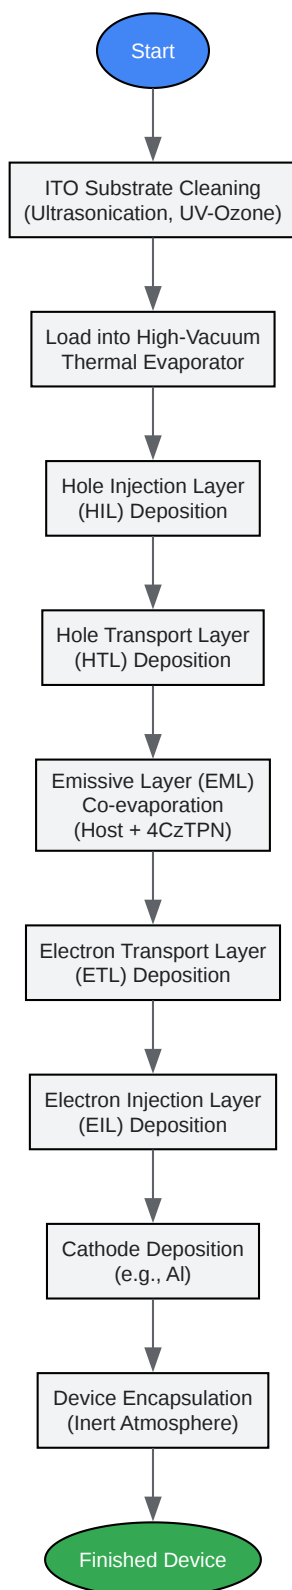 Start
ITO Substrate Cleaning
(Ultrasonication, UV-Ozone)
Load into High-Vacuum
Thermal Evaporator
Hole Injection Layer
(HIL) Deposition
Hole Transport Layer
(HTL) Deposition
Emissive Layer (EML)
Co-evaporation
(Host + 4CzTPN)
Electron Transport Layer
(ETL) Deposition
Electron Injection Layer
(EIL) Deposition
Cathode Deposition
(e.g., Al)
Device Encapsulation
(Inert Atmosphere)
Finished Device